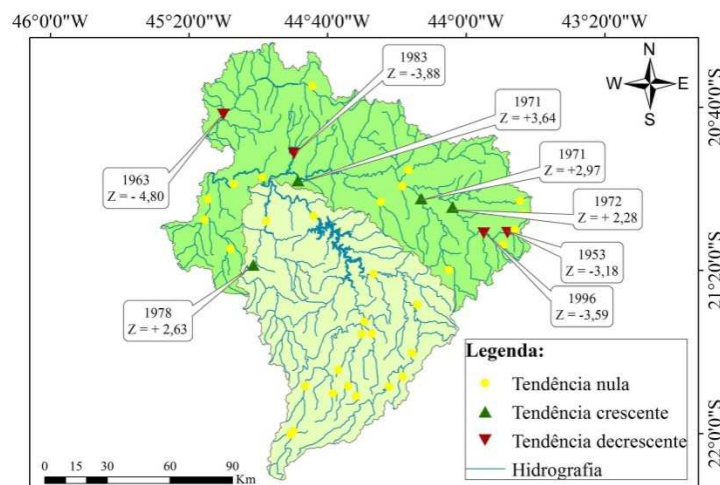 46°0'0"W 45°20'0"W 44°40'0"W 44°0'0"W 43°20'0"W
N
W E
S
20°40'0"S
21°20'0"S
22°0'0"S
1983
Z = -3,88
1971
Z = +3,64
1971
Z = +2,97
1972
Z = + 2,28
1963
Z = - 4,80
1953
Z = -3,18
1996
Z = -3,59
1978
Z = + 2,63
Legenda:
Tendência nula
Tendência crescente
Tendência decrescente
Hidrografia
0 15 30 60 90
Km